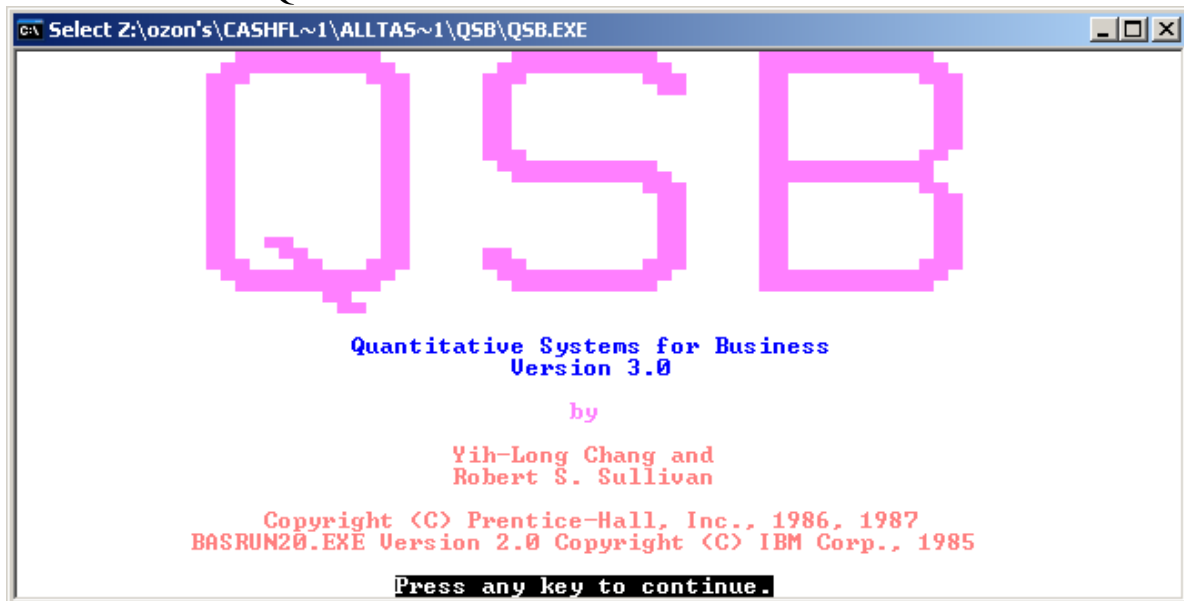 Select Z:\ozon's\CASHFL~1\ALLTAS~1\QSB\QSB.EXE
QSB
Quantitative Systems for Business
Version 3.0
by
Yih-Long Chang and
Robert S. Sullivan
Copyright (C) Prentice-Hall, Inc., 1986, 1987
BASRUN20.EXE Version 2.0 Copyright (C) IBM Corp., 1985
Press any key to continue.